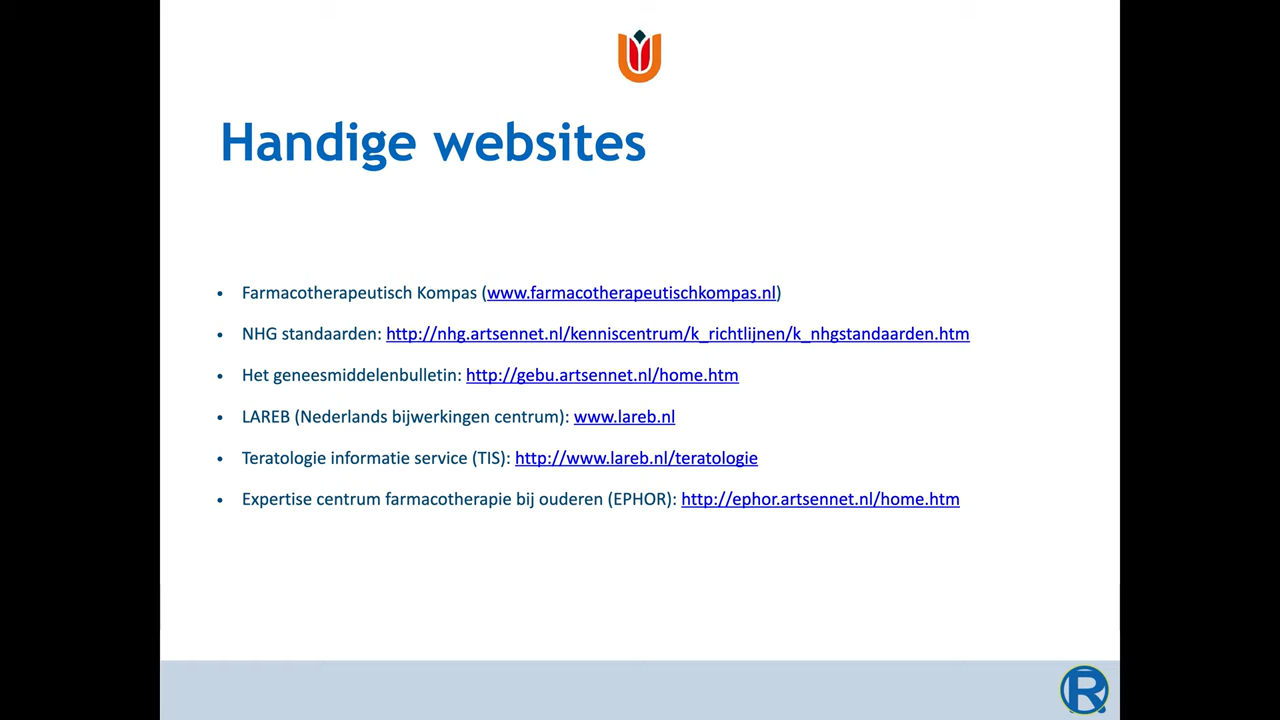 Handige websites
• Farmacotherapeutisch Kompas (www.farmacotherapeutischkompas.nl)
• NHG standaarden: http://nhg.artsennet.nl/kenniscentrum/k_richtlijnen/k_nhgstandaarden.htm
• Het geneesmiddelenbulletin: http://gebu.artsennet.nl/home.htm
• LAREB (Nederlands bijwerkingen centrum): www.lareb.nl
• Teratologie informatie service (TIS): http://www.lareb.nl/teratologie
• Expertise centrum farmacotherapie bij ouderen (EPHOR): http://ephor.artsennet.nl/home.htm
R